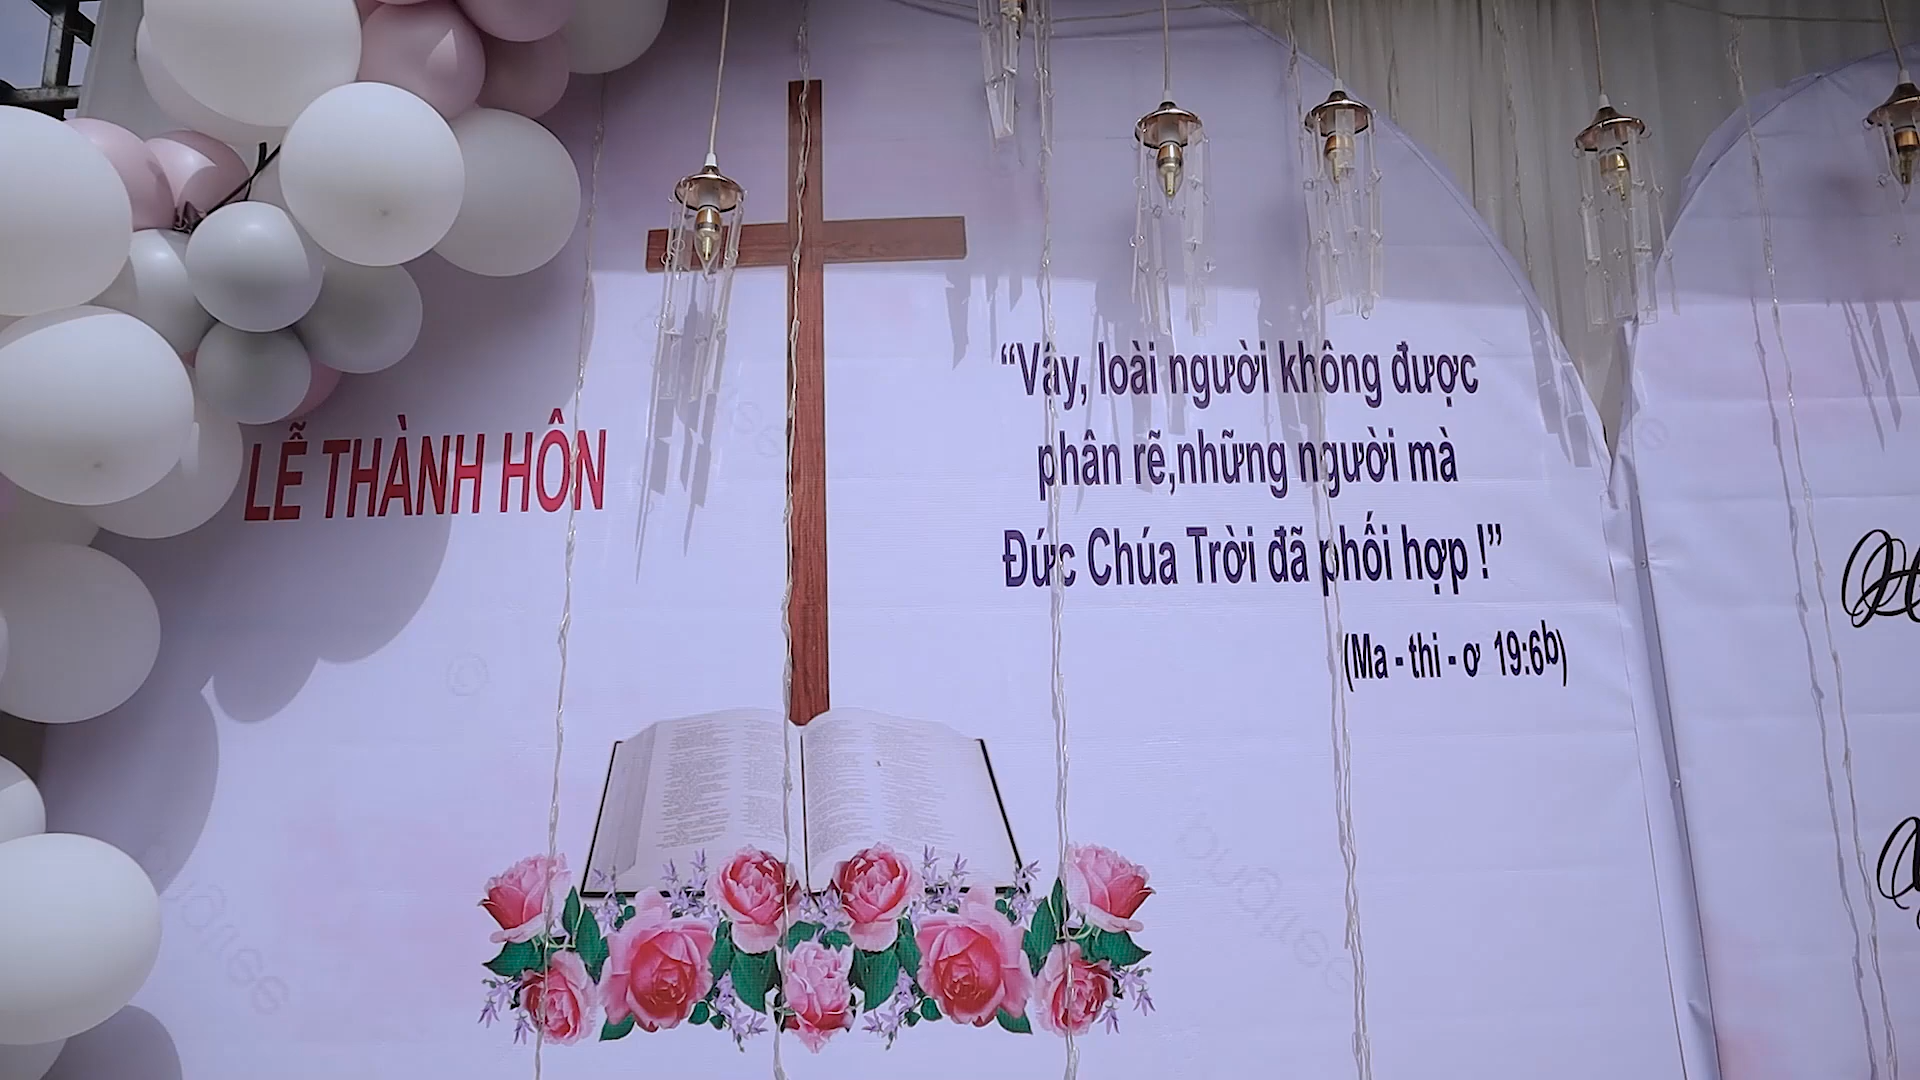 LỄ THÀNH HÔN
“Vây, loài người không được
phân rẽ,những người mà
Đức Chúa Trời đã phối hợp !”
(Ma - thi - ơ 19:6b)